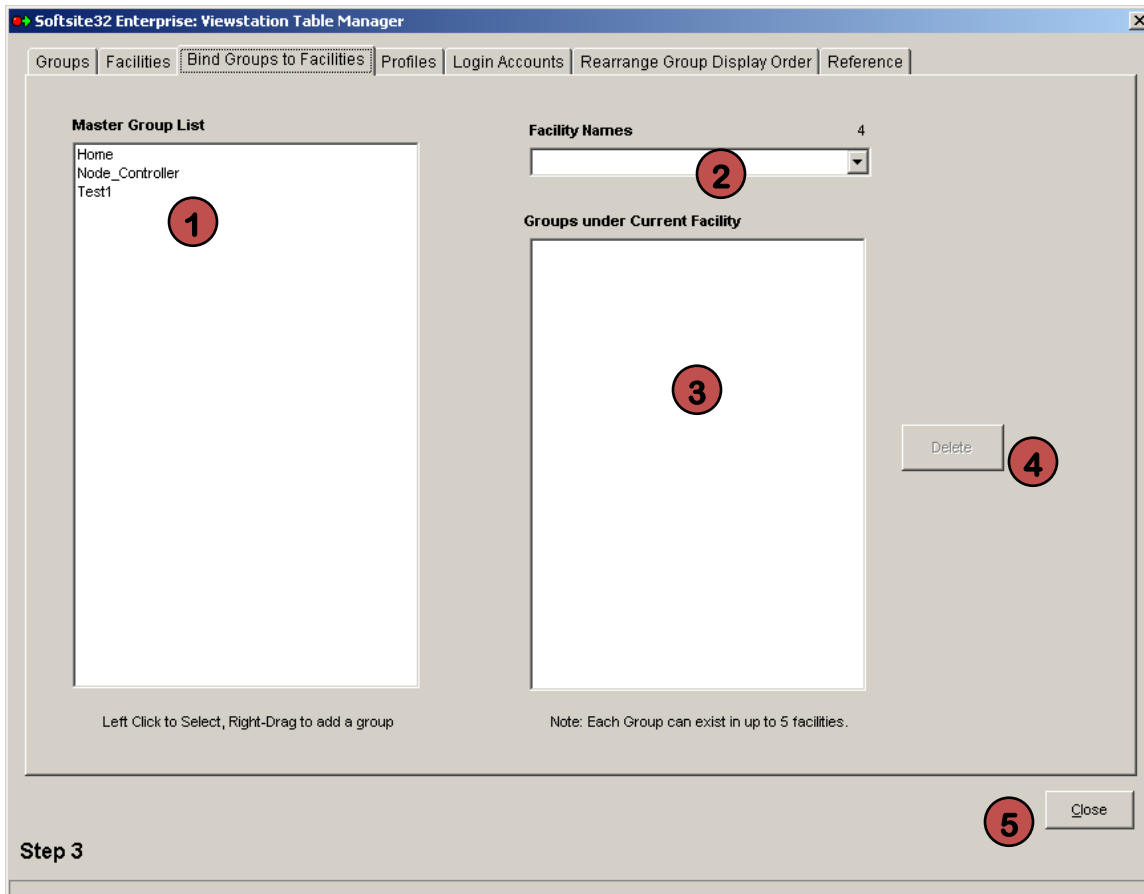 Softsite32 Enterprise: Viewstation Table Manager
Groups Facilities Bind Groups to Facilities Profiles Login Accounts Rearrange Group Display Order Reference
Master Group List
Home
Node_Controller
Test1
1
Left Click to Select, Right-Drag to add a group
Facility Names 4
2
Groups under Current Facility
3
Note: Each Group can exist in up to 5 facilities.
Delete
4
Close
5
Step 3